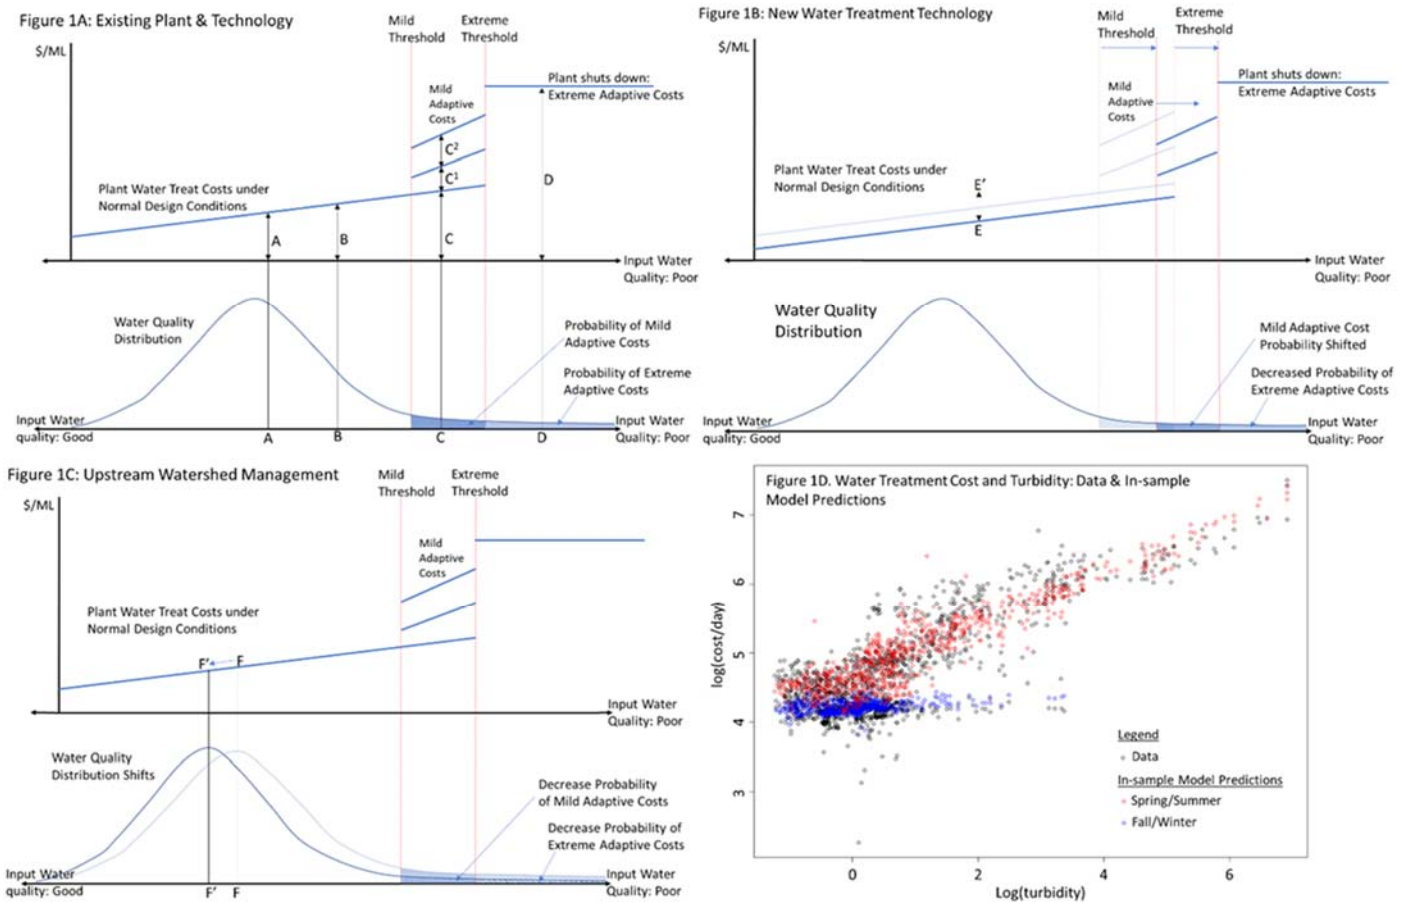 Figure 1A: Existing Plant & Technology
Mild
Threshold
Extreme
Threshold
$/ML
Plant shuts down:
Extreme Adaptive Costs
Mild
Adaptive
Costs
C²
C¹
Plant Water Treat Costs under
Normal Design Conditions
A
B
C
D
Input Water
Quality: Poor
Water Quality
Distribution
Probability of Mild
Adaptive Costs
Probability of Extreme
Adaptive Costs
Input Water
quality: Good
A
B
C
D
Input Water
Quality: Poor
Figure 1B: New Water Treatment Technology
Mild
Threshold
Extreme
Threshold
$/ML
Plant shuts down:
Extreme Adaptive Costs
Mild
Adaptive
Costs
Plant Water Treat Costs under
Normal Design Conditions
E'
E
Input Water
Quality: Poor
Water Quality
Distribution
Mild Adaptive Cost
Probability Shifted
Decreased Probability of
Extreme Adaptive Costs
Input Water
quality: Good
Input Water
Quality: Poor
Figure 1C: Upstream Watershed Management
Mild
Threshold
Extreme
Threshold
$/ML
Mild
Adaptive
Costs
Plant Water Treat Costs under
Normal Design Conditions
F'
F
Input Water
Quality: Poor
Water Quality
Distribution Shifts
Decrease Probability
of Mild Adaptive Costs
Decrease Probability of
Extreme Adaptive Costs
Input Water
quality: Good
F'
F
Input Water
Quality: Poor
Figure 1D. Water Treatment Cost and Turbidity: Data & In-sample
Model Predictions
log(cost/day)
7
6
5
4
3
Legend
Data
In-sample Model Predictions
Spring/Summer
Fall/Winter
0
2
4
6
Log(turbidity)